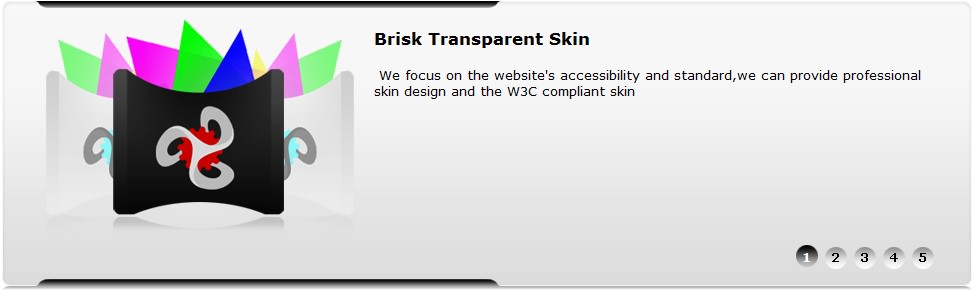 Brisk Transparent Skin
We focus on the website's accessibility and standard,we can provide professional
skin design and the W3C compliant skin
1 2 3 4 5